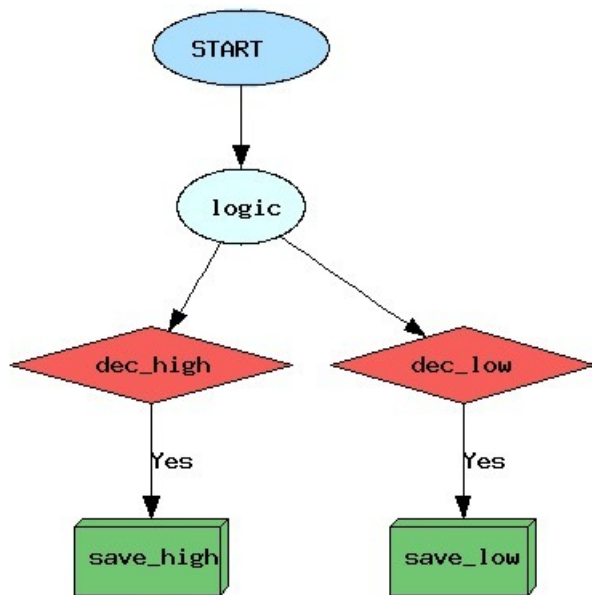 START
logic
dec_high
dec_low
Yes
Yes
save_high
save_low